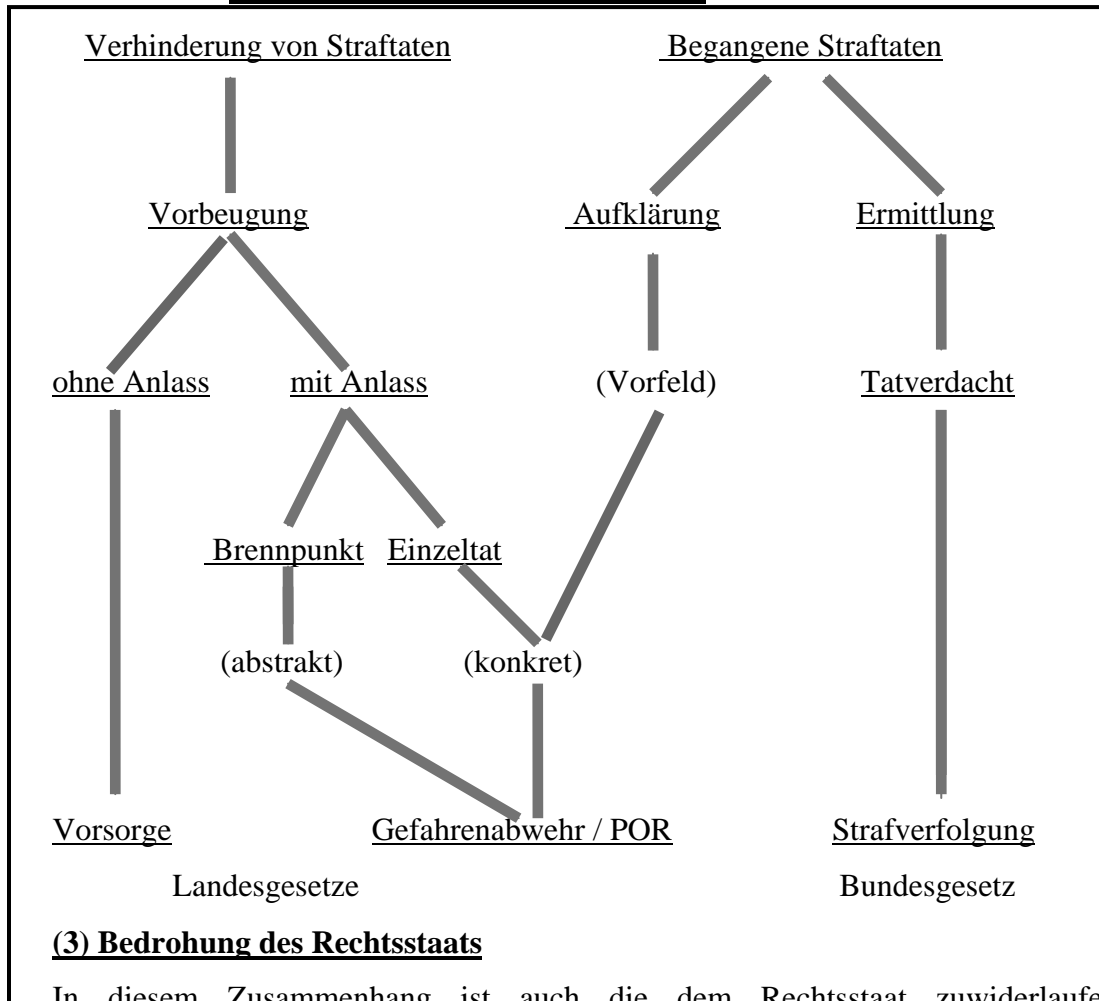 Verhinderung von Straftaten Begangene Straftaten
Vorbeugung Aufklärung Ermittlung
ohne Anlass mit Anlass (Vorfeld) Tatverdacht
Brennpunkt Einzeltat
(abstrakt) (konkret)
Vorsorge Gefahrenabwehr / POR Strafverfolgung
Landesgesetze Bundesgesetz
(3) Bedrohung des Rechtsstaats
In diesem Zusammenhang ist auch die dem Rechtsstaat zuwiderlaufe